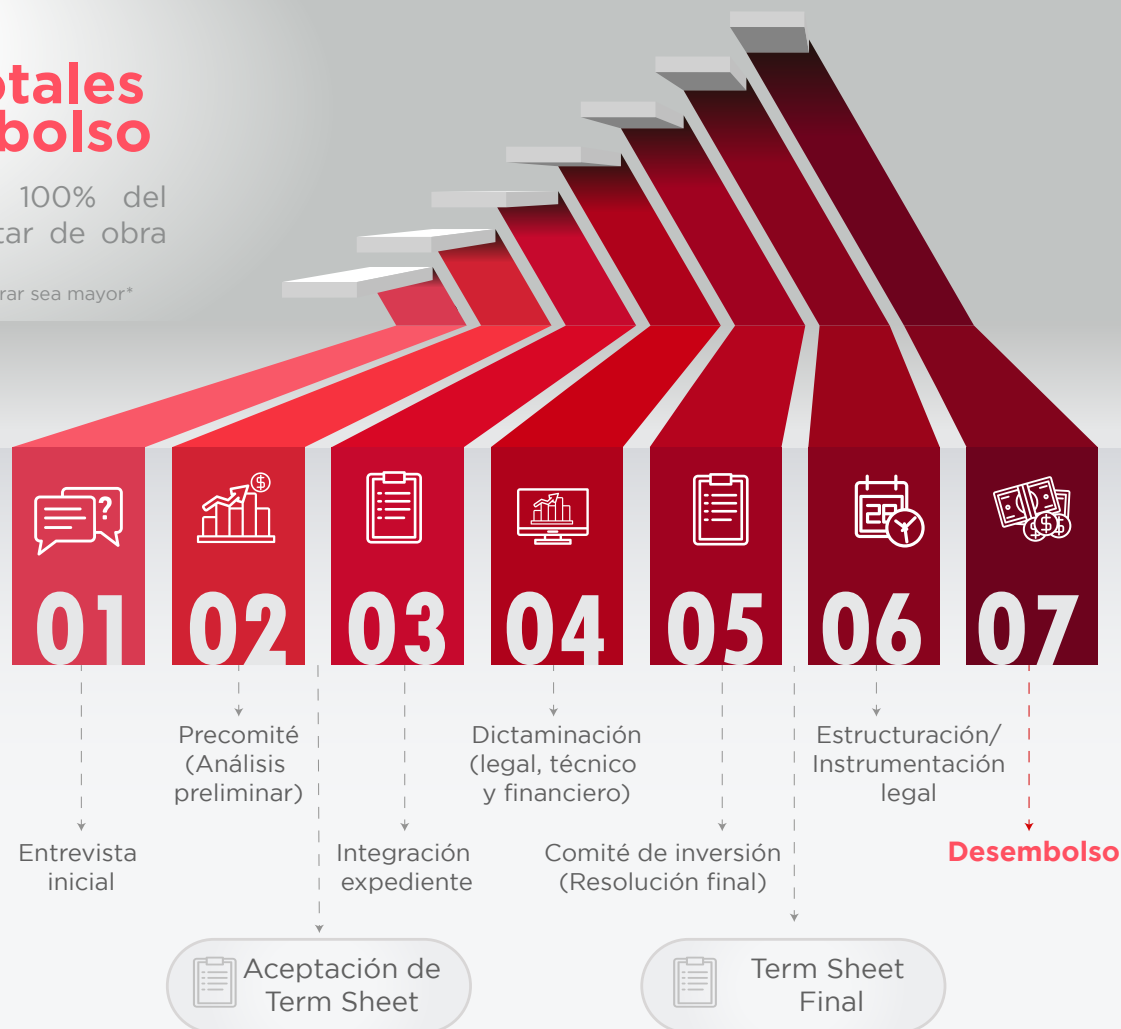 otales
bolso
100% del
tar de obra
rar sea mayor*
?
$
28
$ $ $
01
02
03
04
05
06
07
Precomité
(Análisis
preliminar)
Dictaminación
(legal, técnico
y financiero)
Estructuración/
Instrumentación
legal
Entrevista
inicial
Integración
expediente
Comité de inversión
(Resolución final)
Desembolso
Aceptación de
Term Sheet
Term Sheet
Final